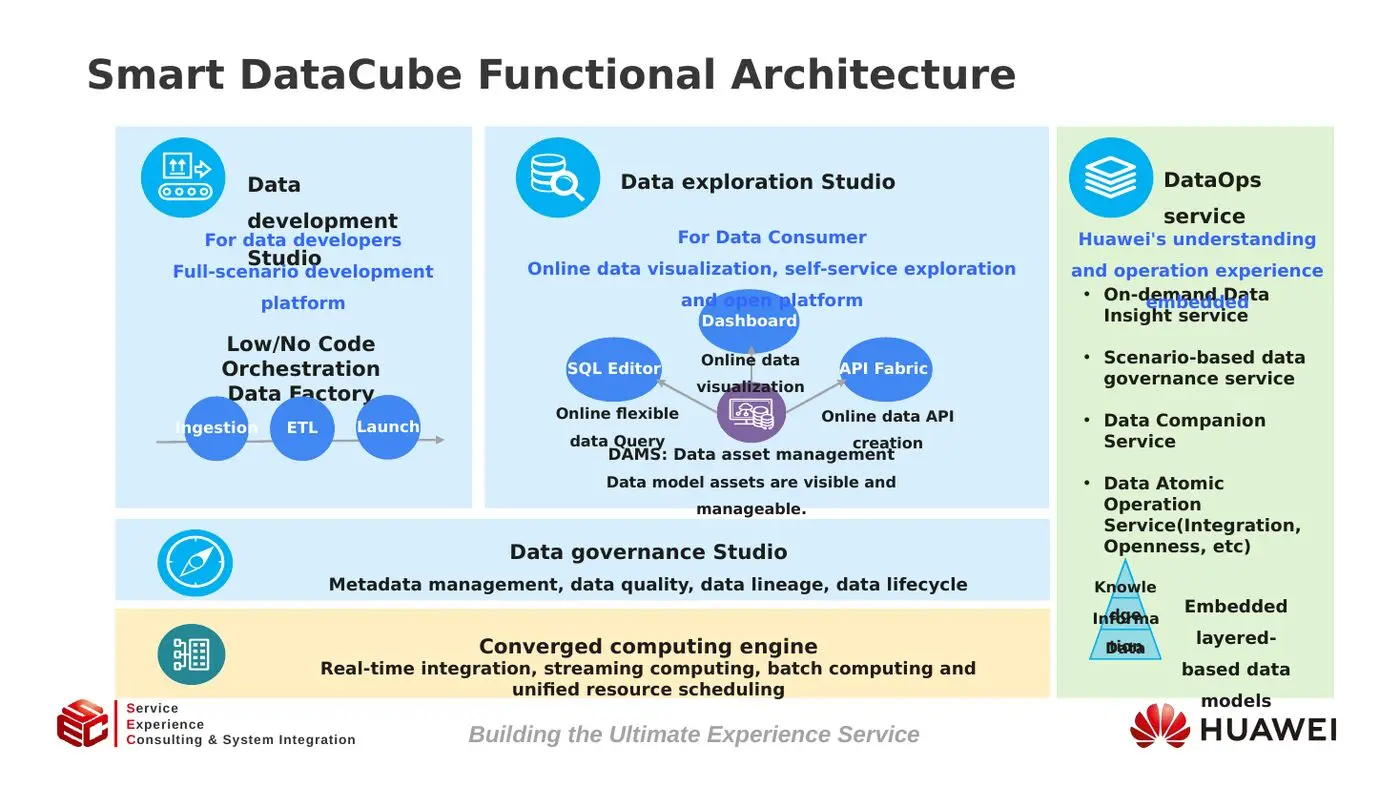 Smart DataCube Functional Architecture
Data
development
Studio
For data developers
Full-scenario development
platform
Low/No Code
Orchestration
Data Factory
Ingestion
ETL
Launch
Data exploration Studio
For Data Consumer
Online data visualization, self-service exploration
and open platform
Dashboard
Online data
visualization
SQL Editor
Online flexible
data Query
API Fabric
Online data API
creation
DAMS: Data asset management
Data model assets are visible and
manageable.
Data governance Studio
Metadata management, data quality, data lineage, data lifecycle
Converged computing engine
Real-time integration, streaming computing, batch computing and
unified resource scheduling
DataOps
service
Huawei's understanding
and operation experience
embedded
• On-demand Data
Insight service
• Scenario-based data
governance service
• Data Companion
Service
• Data Atomic
Operation
Service(Integration,
Openness, etc)
Knowle
dge
Informa
tion
Data
Embedded
layered-
based data
models
SEC
Service
Experience
Consulting & System Integration
Building the Ultimate Experience Service
HUAWEI